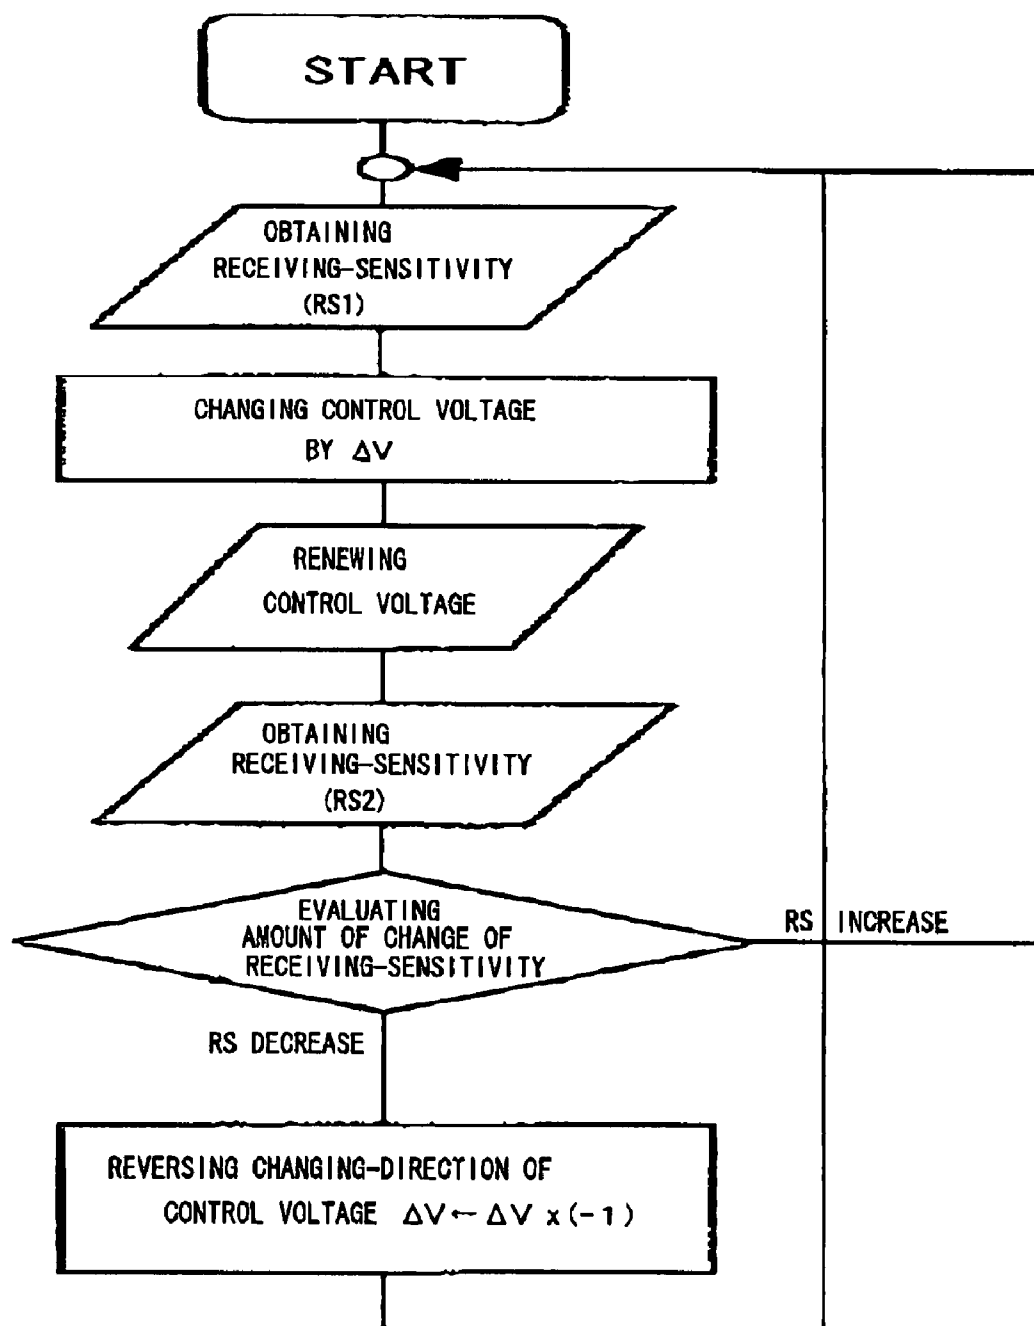 START
OBTAINING
RECEIVING-SENSITIVITY
(RS1)
CHANGING CONTROL VOLTAGE
BY ΔV
RENEWING
CONTROL VOLTAGE
OBTAINING
RECEIVING-SENSITIVITY
(RS2)
EVALUATING
AMOUNT OF CHANGE OF
RECEIVING-SENSITIVITY
RS INCREASE
RS DECREASE
REVERSING CHANGING-DIRECTION OF
CONTROL VOLTAGE ΔV←ΔV x(-1)